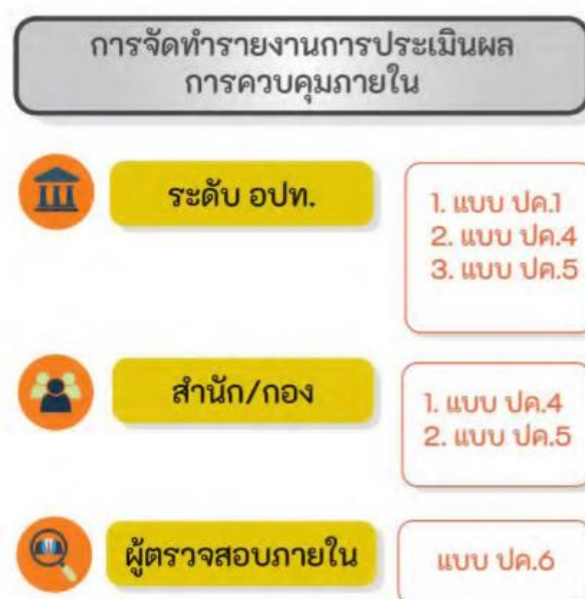 การจัดทำรายงานการประเมินผล
การควบคุมภายใน
ระดับ อปท.
1. แบบ ปค.1
2. แบบ ปค.4
3. แบบ ปค.5
สำนัก/กอง
1. แบบ ปค.4
2. แบบ ปค.5
ผู้ตรวจสอบภายใน
แบบ ปค.6